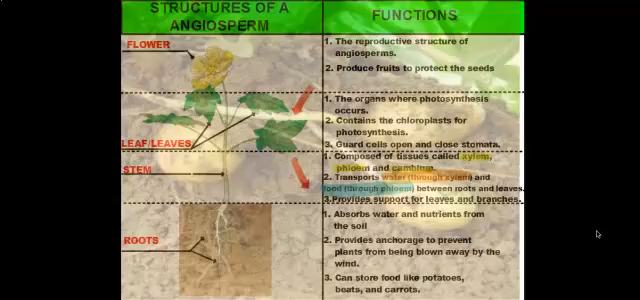 STRUCTURES OF A
ANGIOSPERM
FUNCTIONS
FLOWER
1. The reproductive structure of
angiosperms.
2. Produce fruits to protect the seeds
LEAF/LEAVES
1. The organs where photosynthesis
occurs.
2. Contains the chloroplasts for
photosynthesis.
3. Guard cells open and close stomata.
STEM
1. Composed of tissues called xylem,
phloem and cambium.
2. Transports water (through xylem) and
food (through phloem) between roots and leaves.
3.Provides support for leaves and branches.
ROOTS
1. Absorbs water and nutrients from
the soil
2. Provides anchorage to prevent
plants from being blown away by the
wind.
3. Can store food like potatoes,
beats, and carrots.